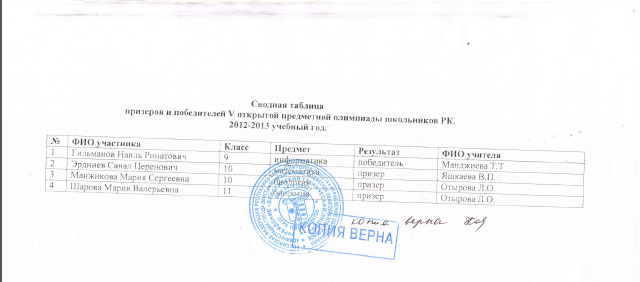 Сводная таблица
призеров и победителей V открытой предметной олимпиады школьников РК.
2012-2013 учебный год.
№ ФИО участника Класс Предмет Результат ФИО учителя
1 Гильманов Наиль Ринатович 9 информатика победитель Манджиева Т.Т
2 Эрдниев Санал Церенович 10 математика призер Яшкаева В.П.
3 Манжикова Мария Сергеевна 10 биология призер Отырова Л.О.
4 Шарова Мария Валерьевна 11 биология призер Отырова Л.О.
копия верна
КОПИЯ ВЕРНА